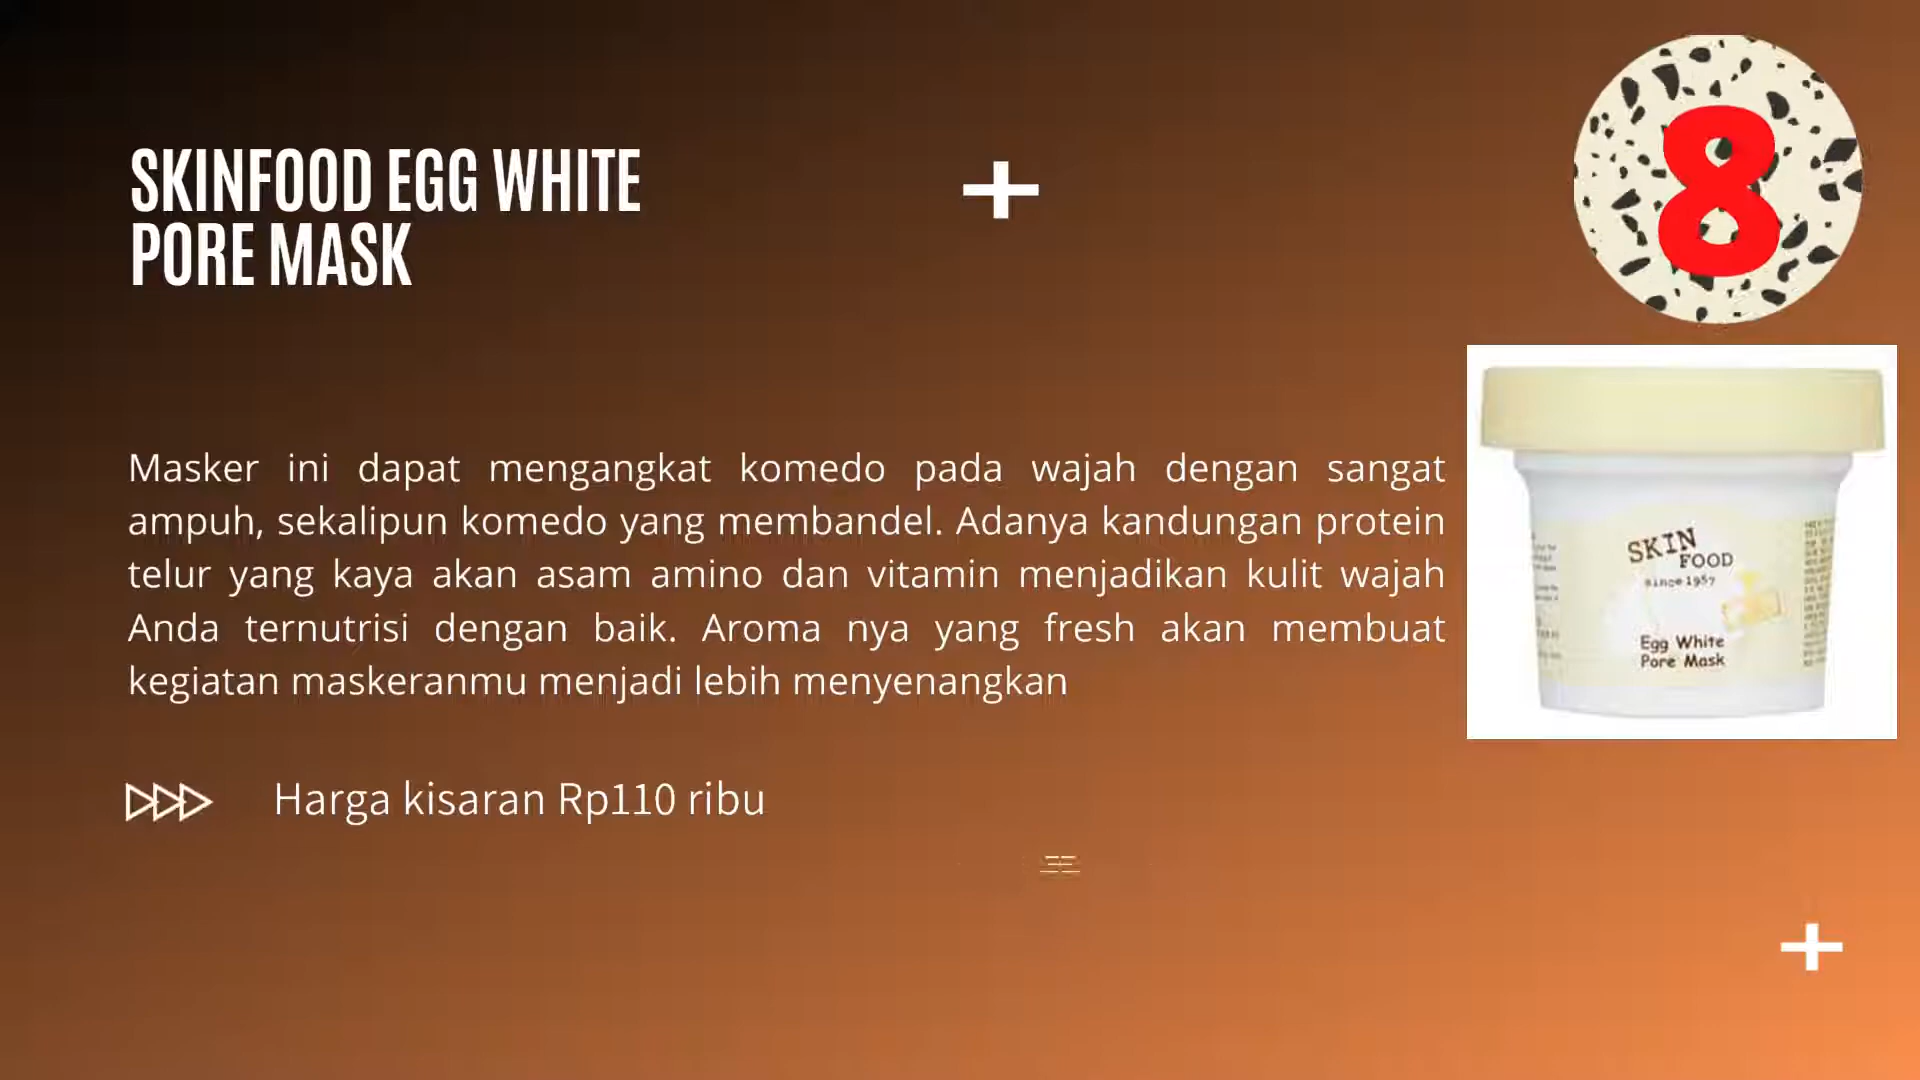 SKINFOOD EGG WHITE
PORE MASK
8
Masker ini dapat mengangkat komedo pada wajah dengan sangat
ampuh, sekalipun komedo yang membandel. Adanya kandungan protein
telur yang kaya akan asam amino dan vitamin menjadikan kulit wajah
Anda ternutrisi dengan baik. Aroma nya yang fresh akan membuat
kegiatan maskeranmu menjadi lebih menyenangkan
Harga kisaran Rp110 ribu
SKIN
FOOD
since 1957
Egg White
Pore Mask